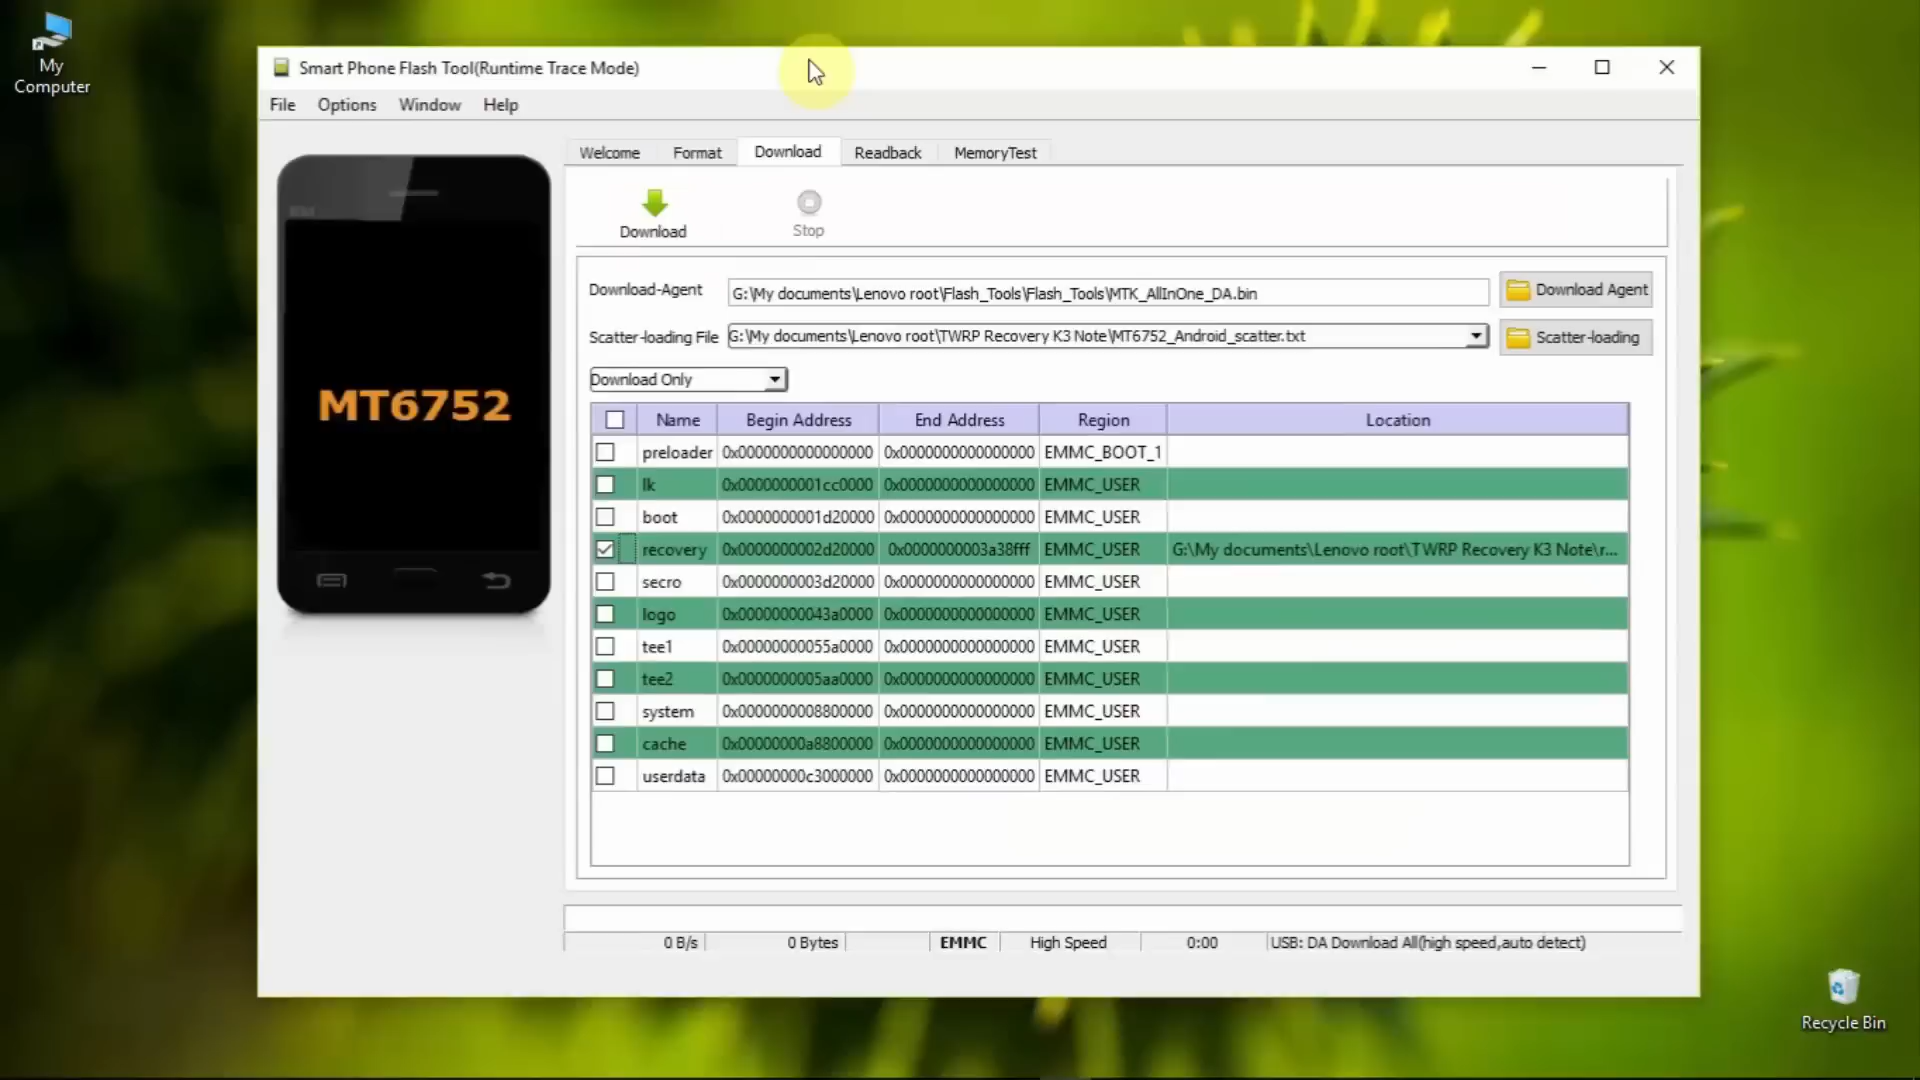 My
Computer
Smart Phone Flash Tool(Runtime Trace Mode)
File Options Window Help
Welcome Format Download Readback MemoryTest
Download Stop
Download-Agent G:\My documents\Lenovo root\Flash_Tools\Flash_Tools\MTK_AllInOne_DA.bin Download Agent
Scatter-loading File G:\My documents\Lenovo root\TWRP Recovery K3 Note\MT6752_Android_scatter.txt Scatter-loading
Download Only
MT6752
Name Begin Address End Address Region Location
preloader 0x0000000000000000 0x0000000000000000 EMMC_BOOT_1
lk 0x0000000001cc0000 0x0000000000000000 EMMC_USER
boot 0x0000000001d20000 0x0000000000000000 EMMC_USER
recovery 0x0000000002d20000 0x0000000003a38fff EMMC_USER G:\My documents\Lenovo root\TWRP Recovery K3 Note\r...
secro 0x0000000003d20000 0x0000000000000000 EMMC_USER
logo 0x00000000043a0000 0x0000000000000000 EMMC_USER
tee1 0x00000000055a0000 0x0000000000000000 EMMC_USER
tee2 0x0000000005aa0000 0x0000000000000000 EMMC_USER
system 0x0000000008800000 0x0000000000000000 EMMC_USER
cache 0x00000000a8800000 0x0000000000000000 EMMC_USER
userdata 0x00000000c3000000 0x0000000000000000 EMMC_USER
0 B/s 0 Bytes EMMC High Speed 0:00 USB: DA Download All(high speed,auto detect)
Recycle Bin